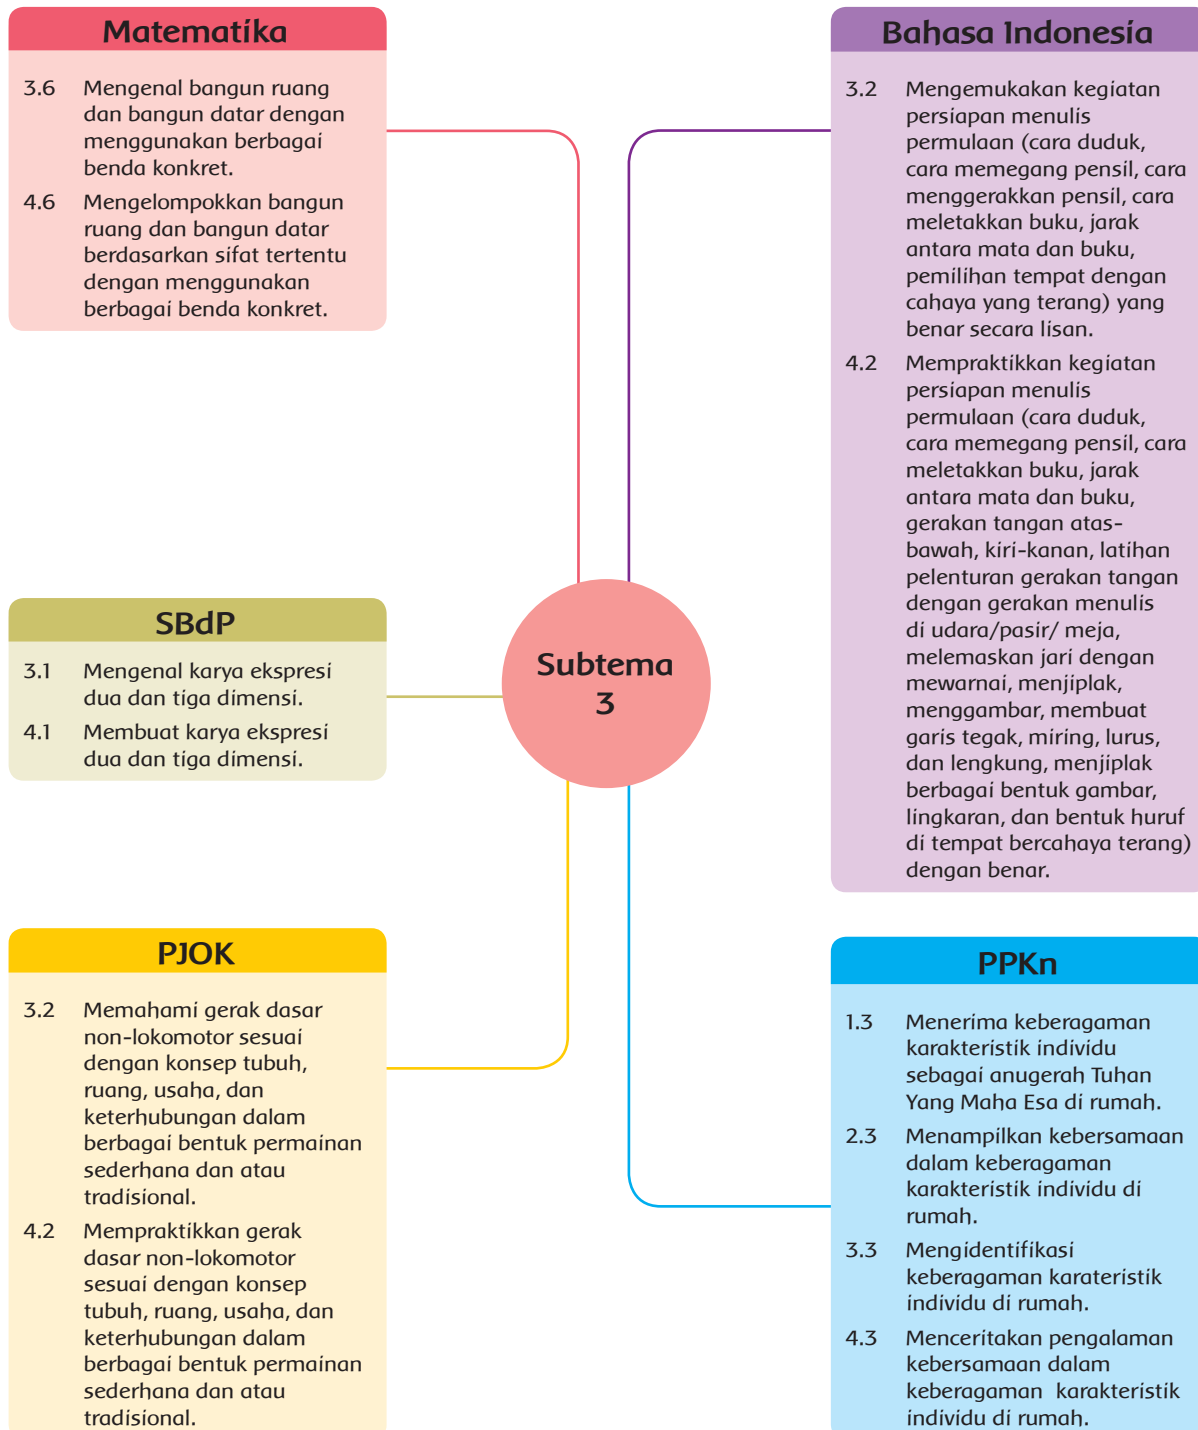 Matematika
3.6 Mengenal bangun ruang
dan bangun datar dengan
menggunakan berbagai
benda konkret.
4.6 Mengelompokkan bangun
ruang dan bangun datar
berdasarkan sifat tertentu
dengan menggunakan
berbagai benda konkret.
Bahasa Indonesia
3.2 Mengemukakan kegiatan
persiapan menulis
permulaan (cara duduk,
cara memegang pensil, cara
menggerakkan pensil, cara
meletakkan buku, jarak
antara mata dan buku,
pemilihan tempat dengan
cahaya yang terang) yang
benar secara lisan.
4.2 Mempraktikkan kegiatan
persiapan menulis
permulaan (cara duduk,
cara memegang pensil, cara
meletakkan buku, jarak
antara mata dan buku,
gerakan tangan atas-
bawah, kiri-kanan, latihan
pelenturan gerakan tangan
dengan gerakan menulis
di udara/pasir/ meja,
melemaskan jari dengan
mewarnai, menjiplak,
menggambar, membuat
garis tegak, miring, lurus,
dan lengkung, menjiplak
berbagai bentuk gambar,
lingkaran, dan bentuk huruf
di tempat bercahaya terang)
dengan benar.
SBdP
3.1 Mengenal karya ekspresi
dua dan tiga dimensi.
4.1 Membuat karya ekspresi
dua dan tiga dimensi.
Subtema
3
PJOK
3.2 Memahami gerak dasar
non-lokomotor sesuai
dengan konsep tubuh,
ruang, usaha, dan
keterhubungan dalam
berbagai bentuk permainan
sederhana dan atau
tradisional.
4.2 Mempraktikkan gerak
dasar non-lokomotor
sesuai dengan konsep
tubuh, ruang, usaha, dan
keterhubungan dalam
berbagai bentuk permainan
sederhana dan atau
tradisional.
PPKn
1.3 Menerima keberagaman
karakteristik individu
sebagai anugerah Tuhan
Yang Maha Esa di rumah.
2.3 Menampilkan kebersamaan
dalam keberagaman
karakteristik individu di
rumah.
3.3 Mengidentifikasi
keberagaman karateristik
individu di rumah.
4.3 Menceritakan pengalaman
kebersamaan dalam
keberagaman karakteristik
individu di rumah.